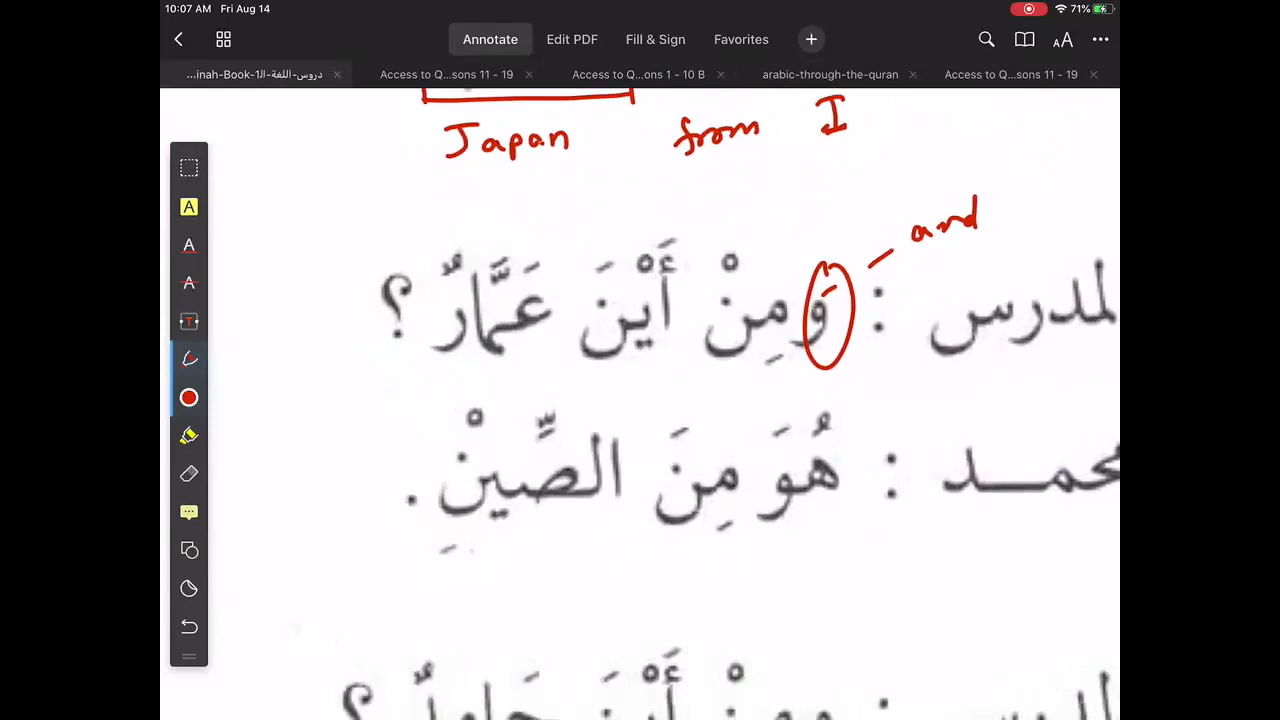 10:07 AM Fri Aug 14
71%
Annotate Edit PDF Fill & Sign Favorites +
...inah-Book-1-دروس-اللغة-ال × Access to Q...sons 11 - 19 × Access to Q...ons 1 - 10 B × arabic-through-the-quran × Access to Q...sons 11 - 19 ×
Japan from I
and
لمدرس : وَمِنْ أَيْنَ عَمَّارٌ ؟
محمد : هُوَ مِنَ الصِّيْنِ .